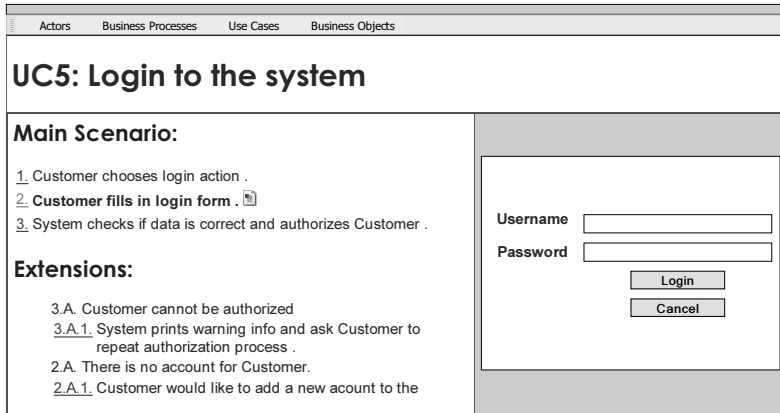 Actors Business Processes Use Cases Business Objects
UC5: Login to the system
Main Scenario:
1. Customer chooses login action .
2. Customer fills in login form .
3. System checks if data is correct and authorizes Customer .
Extensions:
3.A. Customer cannot be authorized
3.A.1. System prints warning info and ask Customer to
repeat authorization process .
2.A. There is no account for Customer.
2.A.1. Customer would like to add a new acount to the
Username
Password
Login
Cancel